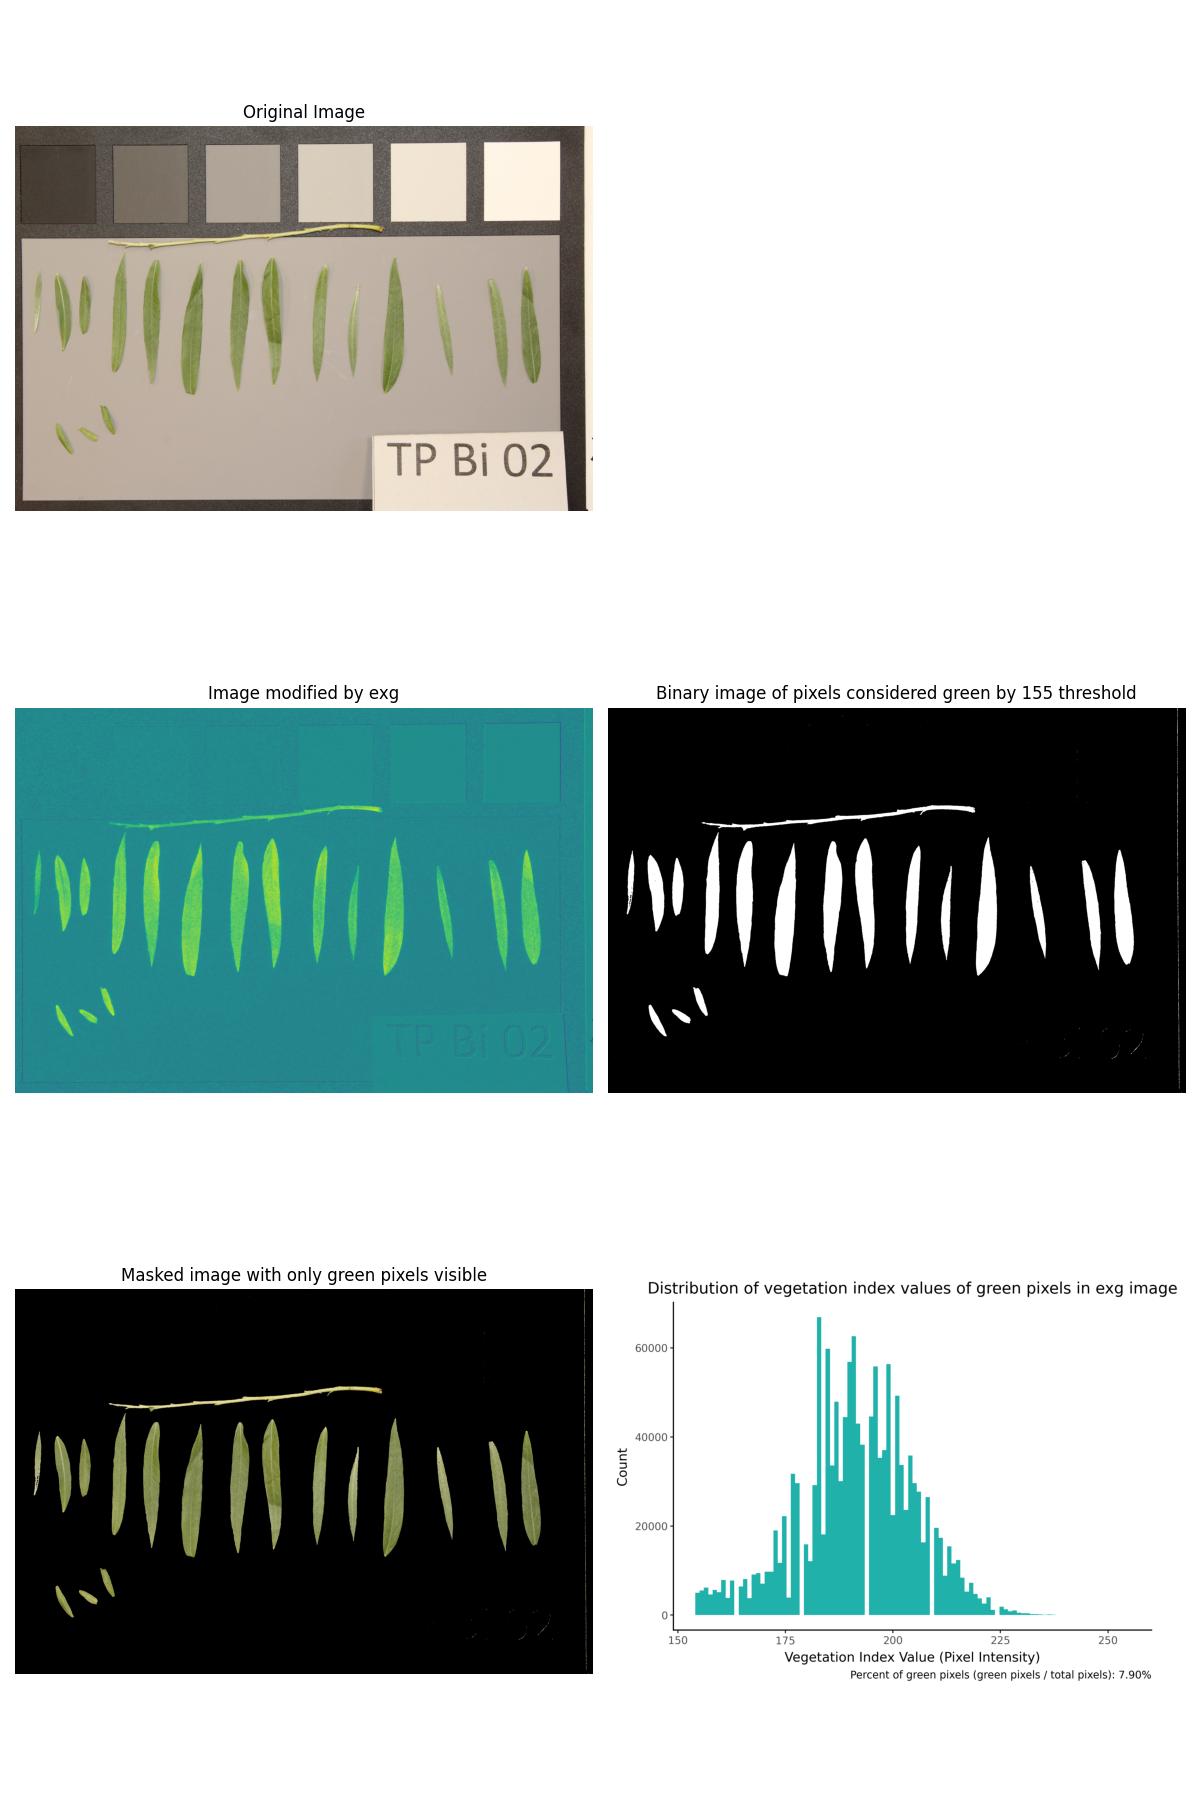 Original Image
TP Bi 02
Image modified by exg
Binary image of pixels considered green by 155 threshold
TP Bi 02
Masked image with only green pixels visible
Distribution of vegetation index values of green pixels in exg image
60000
40000
20000
0
Count
150 175 200 225 250
Vegetation Index Value (Pixel Intensity)
Percent of green pixels (green pixels / total pixels): 7.90%